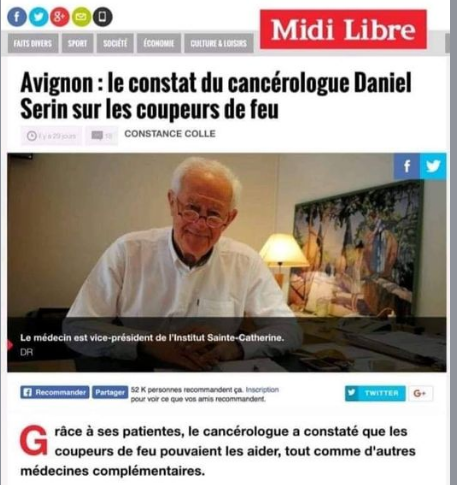 Midi Libre
FAITS DIVERS SPORT SOCIÉTÉ ÉCONOMIE CULTURE & LOISIRS
Avignon : le constat du cancérologue Daniel
Serin sur les coupeurs de feu
il y a 20 jours CONSTANCE COLLE
Le médecin est vice-président de l'Institut Sainte-Catherine.
DR
Recommander Partager 52 K personnes recommandent ça. Inscription
pour voir ce que vos amis recommandent.
TWITTER G+
Grâce à ses patientes, le cancérologue a constaté que les
coupeurs de feu pouvaient les aider, tout comme d'autres
médecines complémentaires.